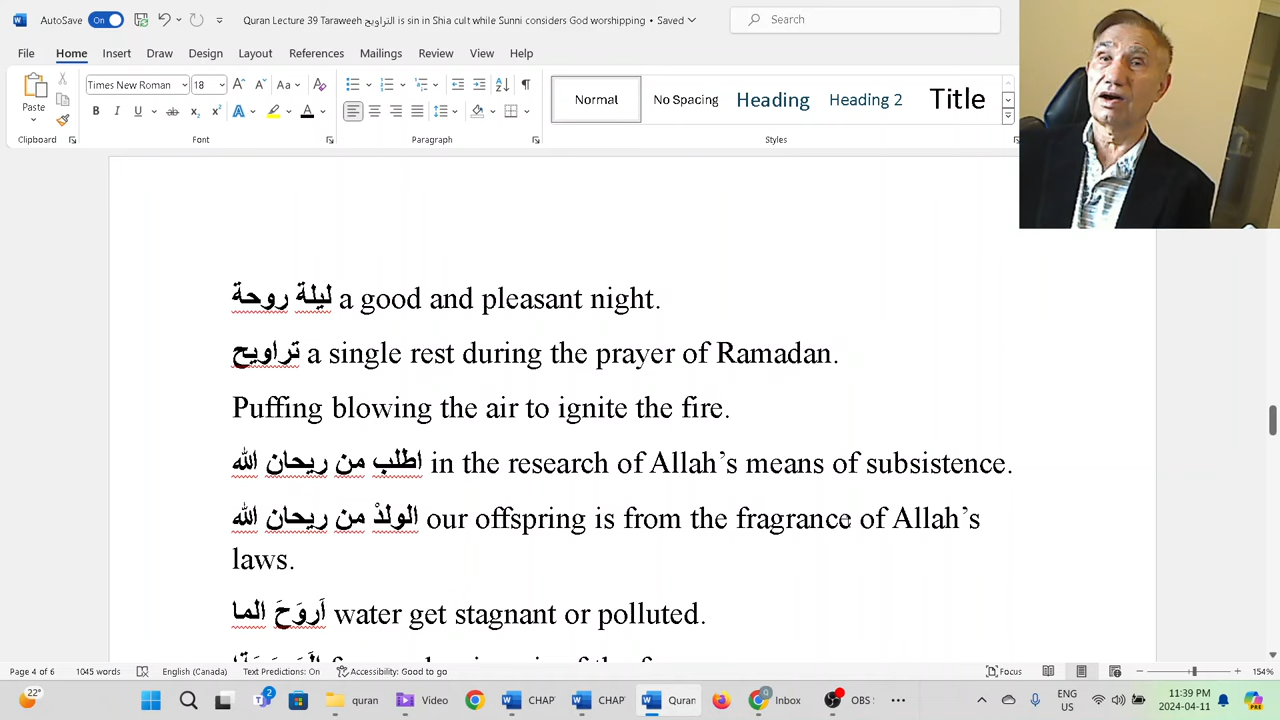 AutoSave On Quran Lecture 39 Taraweeh التراويح is sin in Shia cult while Sunni considers God worshipping • Saved Search
File Home Insert Draw Design Layout References Mailings Review View Help
Times New Roman 18 Aa
Paste
B I U ab x₂ x² A A
Normal No Spacing Heading Heading 2 Title
Clipboard Font Paragraph Styles
ليلة روحة a good and pleasant night.
تراويح a single rest during the prayer of Ramadan.
Puffing blowing the air to ignite the fire.
اطلب من ريحان الله in the research of Allah's means of subsistence.
الولدْ من ريحان الله our offspring is from the fragrance of Allah's
laws.
اَروَحَ الما water get stagnant or polluted.
Page 4 of 6 1045 words English (Canada) Text Predictions: On Accessibility: Good to go Focus 154%
22° 2 quran Video CHAP CHAP Quran Inbox OBS ENG US 11:39 PM 2024-04-11